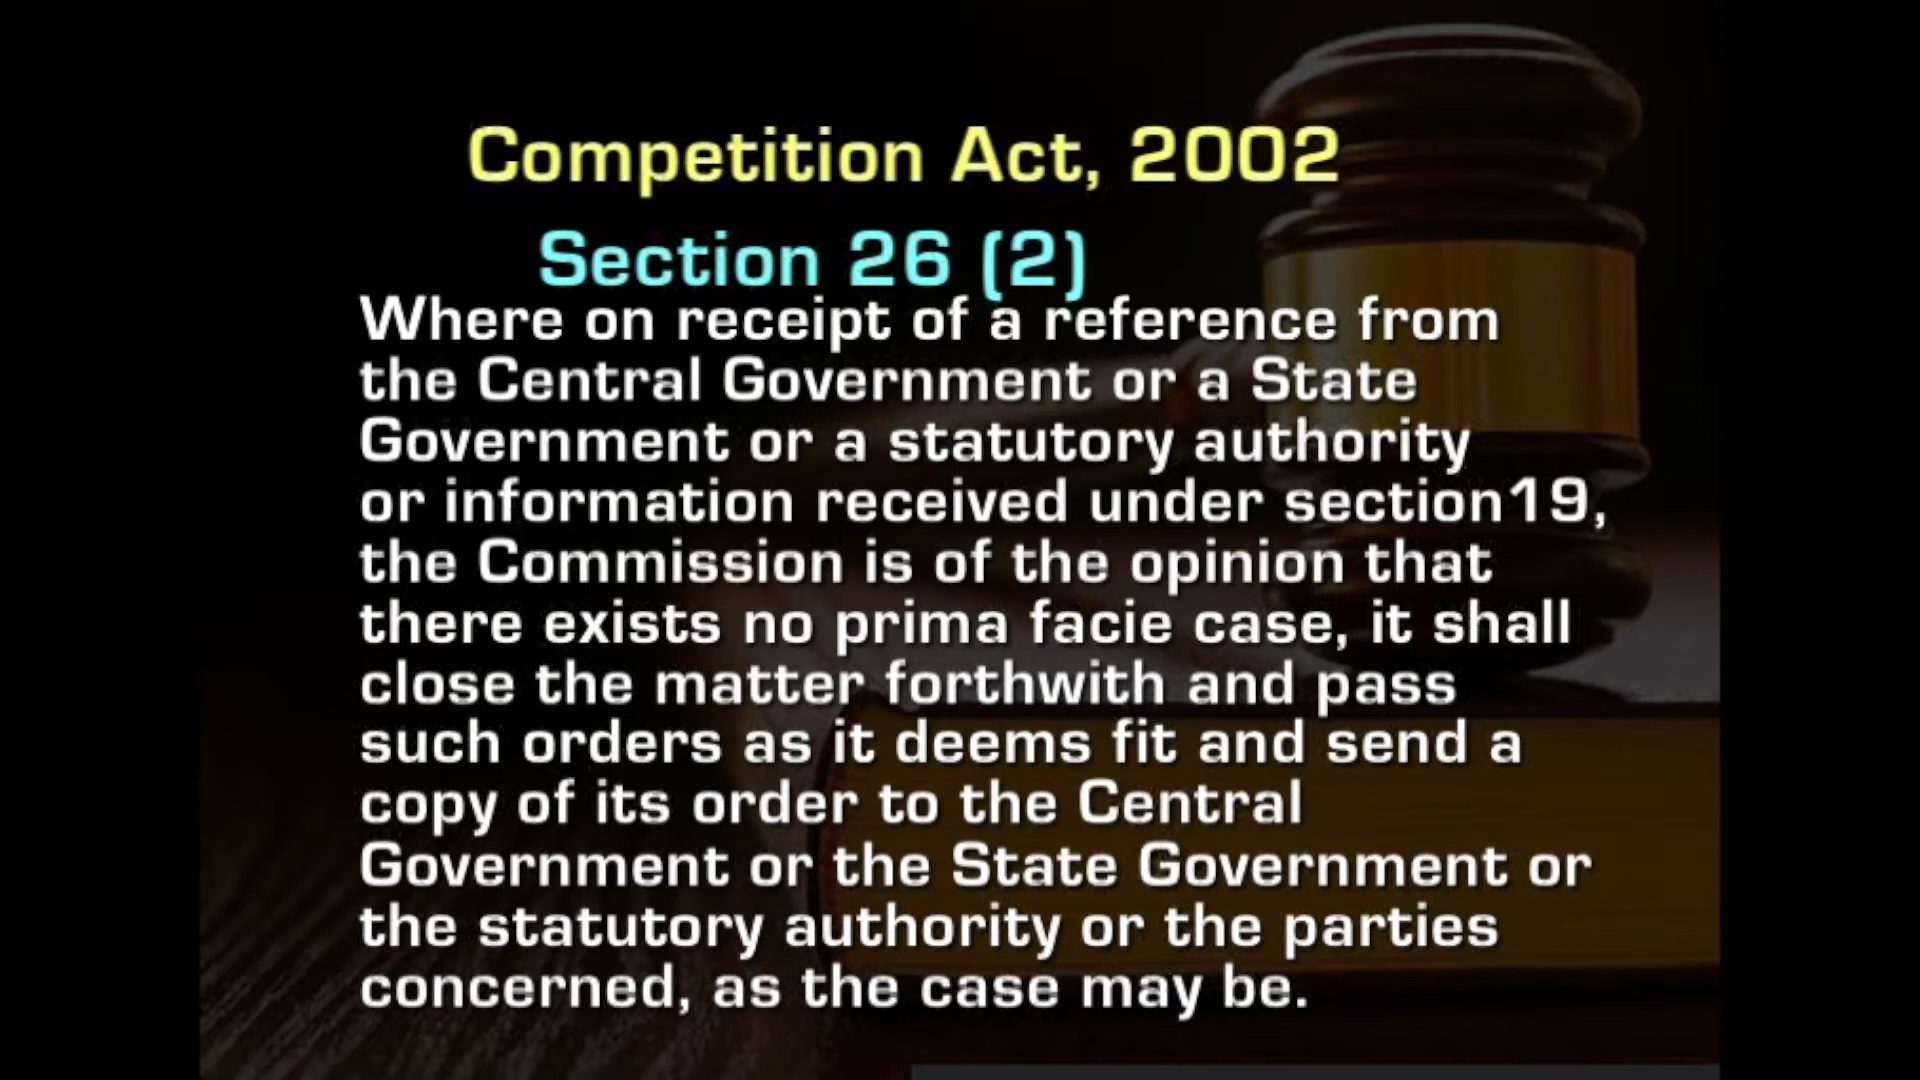 Competition Act, 2002
Section 26 (2)
Where on receipt of a reference from
the Central Government or a State
Government or a statutory authority
or information received under section19,
the Commission is of the opinion that
there exists no prima facie case, it shall
close the matter forthwith and pass
such orders as it deems fit and send a
copy of its order to the Central
Government or the State Government or
the statutory authority or the parties
concerned, as the case may be.